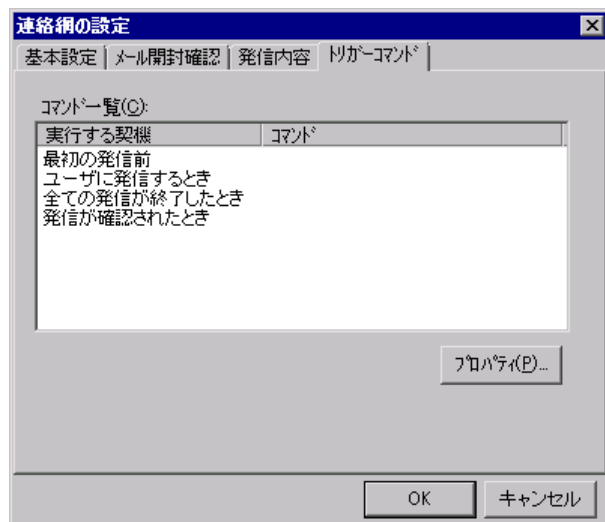 連絡網の設定
基本設定 ﾒｰﾙ開封確認 発信内容 ﾄﾘｶﾞｰｺﾏﾝﾄﾞ
ｺﾏﾝﾄﾞ一覧(C):
実行する契機 ｺﾏﾝﾄﾞ
最初の発信前
ユーザに発信するとき
全ての発信が終了したとき
発信が確認されたとき
ﾌﾟﾛﾊﾟﾃｨ(P)...
OK キャンセル